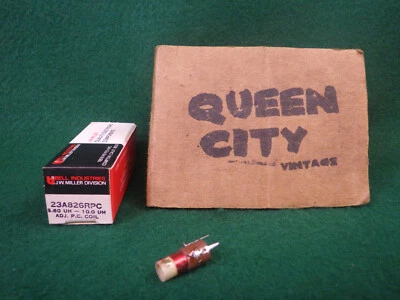 BELL INDUSTRIES
J.W. MILLER DIVISION
23A826RPC
5.60 UH - 10.0 UH
ADJ. P.C. COIL
QUEEN
CITY
VINTAGE